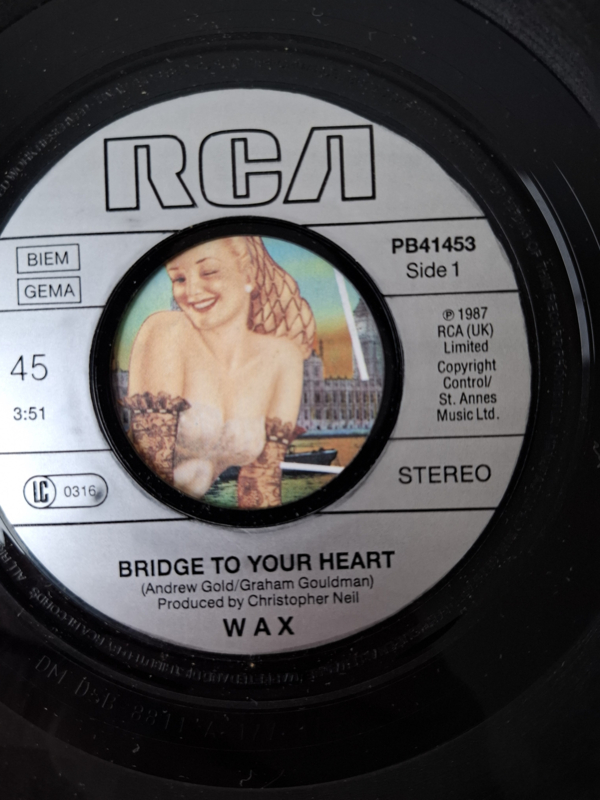 RCA
BIEM
GEMA
PB41453
Side 1
45
3:51
℗ 1987
RCA (UK)
Limited
Copyright
Control/
St. Annes
Music Ltd.
LC 0316
STEREO
BRIDGE TO YOUR HEART
(Andrew Gold/Graham Gouldman)
Produced by Christopher Neil
WAX